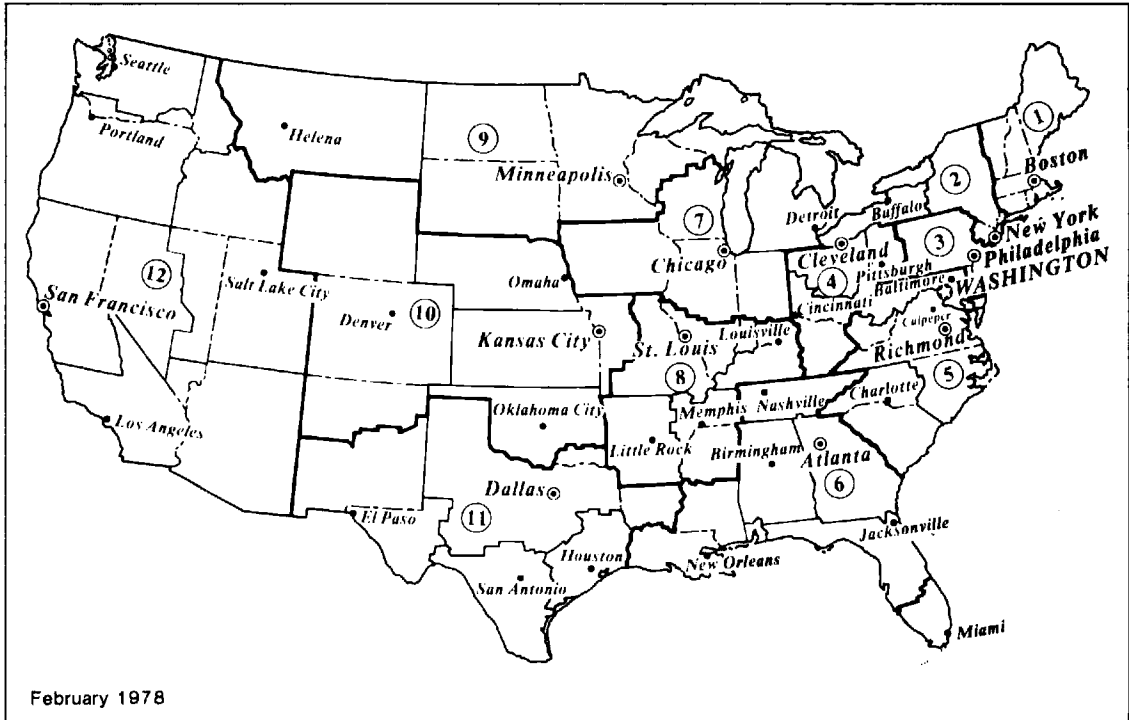 Seattle
Portland
Helena
9
1
Minneapolis
Boston
2
Detroit
Buffalo
7
New York
Cleveland
3
Philadelphia
Chicago
4
Pittsburgh
Baltimore
WASHINGTON
12
Salt Lake City
Omaha
Cincinnati
San Francisco
10
Denver
Kansas City
St. Louis
Louisville
Culpeper
Richmond
8
5
Los Angeles
Oklahoma City
Memphis
Nashville
Charlotte
Little Rock
Birmingham
Atlanta
Dallas
6
El Paso
11
Jacksonville
Houston
New Orleans
San Antonio
Miami
February 1978